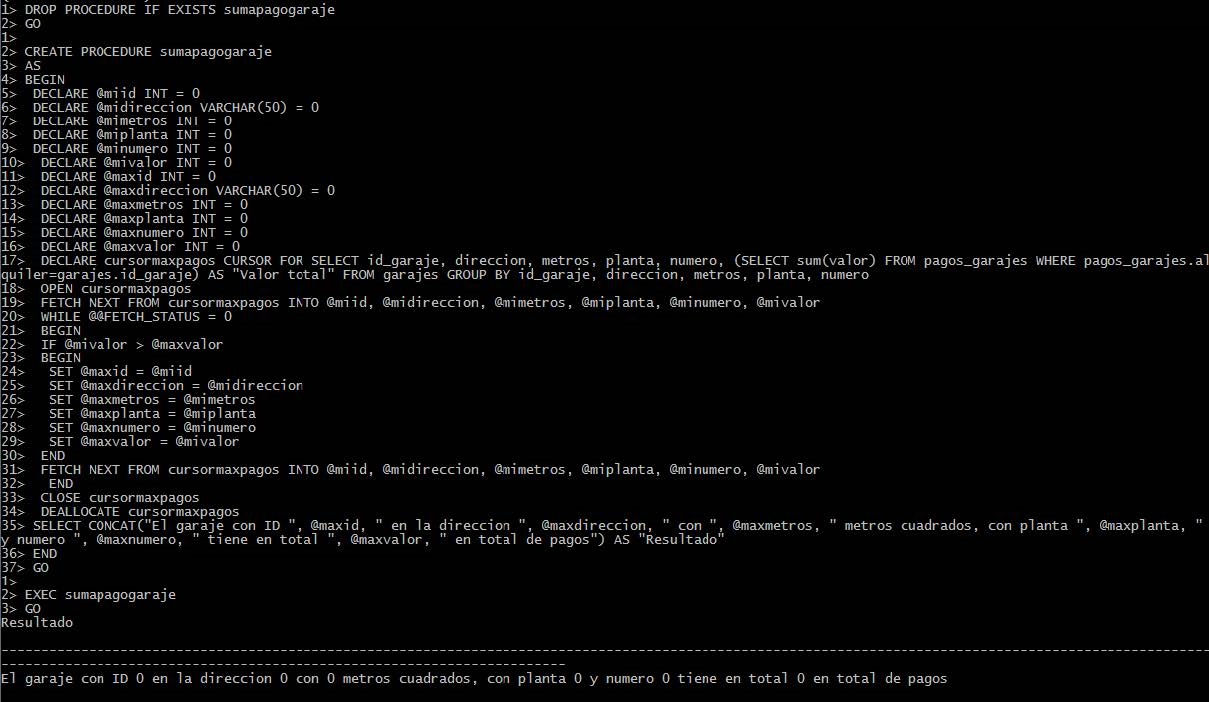 1> DROP PROCEDURE IF EXISTS sumapagogaraje
2> GO
1>
2> CREATE PROCEDURE sumapagogaraje
3> AS
4> BEGIN
5>  DECLARE @miid INT = 0
6>  DECLARE @midireccion VARCHAR(50) = 0
7>  DECLARE @mimetros INT = 0
8>  DECLARE @miplanta INT = 0
9>  DECLARE @minumero INT = 0
10>  DECLARE @mivalor INT = 0
11>  DECLARE @maxid INT = 0
12>  DECLARE @maxdireccion VARCHAR(50) = 0
13>  DECLARE @maxmetros INT = 0
14>  DECLARE @maxplanta INT = 0
15>  DECLARE @maxnumero INT = 0
16>  DECLARE @maxvalor INT = 0
17>  DECLARE cursormaxpagos CURSOR FOR SELECT id_garaje, direccion, metros, planta, numero, (SELECT sum(valor) FROM pagos_garajes WHERE pagos_garajes.al
quiler=garajes.id_garaje) AS "Valor total" FROM garajes GROUP BY id_garaje, direccion, metros, planta, numero
18>  OPEN cursormaxpagos
19>  FETCH NEXT FROM cursormaxpagos INTO @miid, @midireccion, @mimetros, @miplanta, @minumero, @mivalor
20>  WHILE @@FETCH_STATUS = 0
21>  BEGIN
22>  IF @mivalor > @maxvalor
23>  BEGIN
24>   SET @maxid = @miid
25>   SET @maxdireccion = @midireccion
26>   SET @maxmetros = @mimetros
27>   SET @maxplanta = @miplanta
28>   SET @maxnumero = @minumero
29>   SET @maxvalor = @mivalor
30>  END
31>  FETCH NEXT FROM cursormaxpagos INTO @miid, @midireccion, @mimetros, @miplanta, @minumero, @mivalor
32>   END
33>  CLOSE cursormaxpagos
34>  DEALLOCATE cursormaxpagos
35> SELECT CONCAT("El garaje con ID ", @maxid, " en la direccion ", @maxdireccion, " con ", @maxmetros, " metros cuadrados, con planta ", @maxplanta, "
y numero ", @maxnumero, " tiene en total ", @maxvalor, " en total de pagos") AS "Resultado"
36> END
37> GO
1>
2> EXEC sumapagogaraje
3> GO
Resultado
-------------------------------------------------------------------------------------------------------------------------------------------------------
-----------------------------------------------------------------------
El garaje con ID 0 en la direccion 0 con 0 metros cuadrados, con planta 0 y numero 0 tiene en total 0 en total de pagos